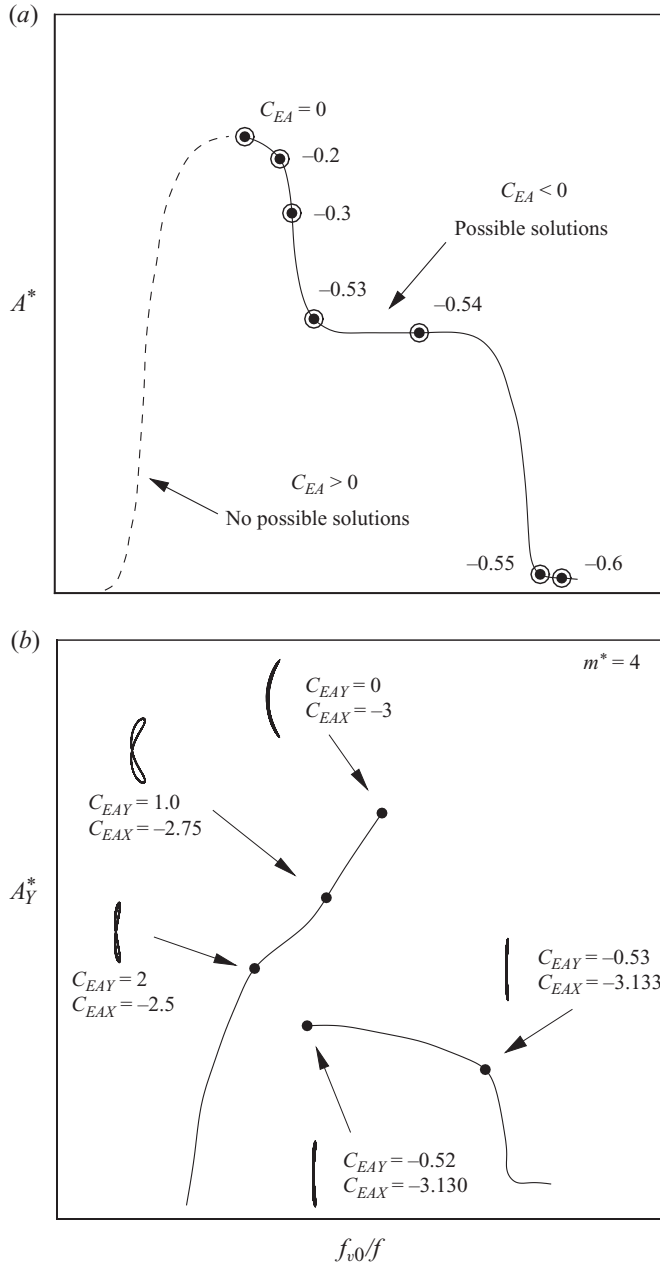 (a)
C_EA = 0
–0.2
C_EA < 0
–0.3
Possible solutions
–0.53
–0.54
A*
C_EA > 0
No possible solutions
–0.55
–0.6
(b)
m* = 4
C_EAY = 0
C_EAX = –3
C_EAY = 1.0
C_EAX = –2.75
A*_Y
C_EAY = –0.53
C_EAX = –3.133
C_EAY = 2
C_EAX = –2.5
C_EAY = –0.52
C_EAX = –3.130
f_v0/f